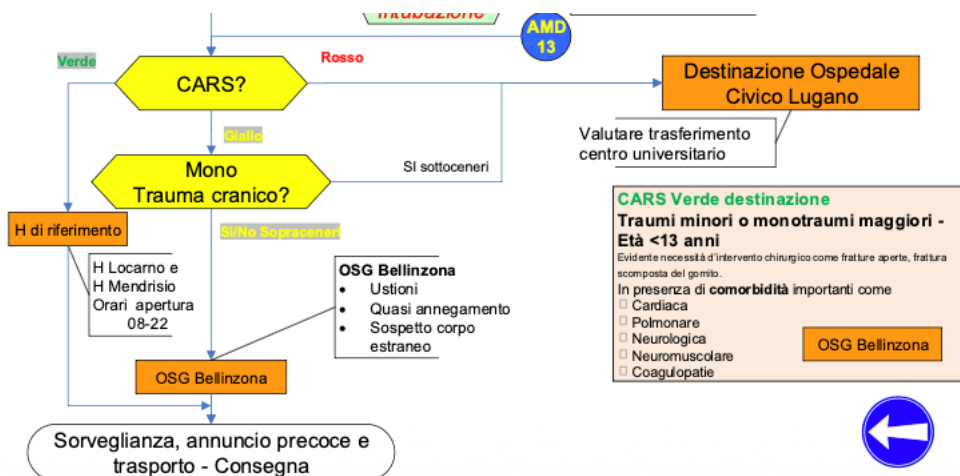 Intubazione
AMD
13
Verde
Rosso
CARS?
Destinazione Ospedale
Civico Lugano
Giallo
Valutare trasferimento
centro universitario
Mono
Trauma cranico?
SI sottoceneri
H di riferimento
SI/No Sopraceneri
H Locarno e
H Mendrisio
Orari apertura
08-22
OSG Bellinzona
• Ustioni
• Quasi annegamento
• Sospetto corpo
estraneo
CARS Verde destinazione
Traumi minori o monotraumi maggiori -
Età <13 anni
Evidente necessità d'intervento chirurgico come fratture aperte, frattura
scomposta del gomito.
In presenza di comorbidità importanti come
Cardiaca
Polmonare
Neurologica
Neuromuscolare
Coagulopatie
OSG Bellinzona
OSG Bellinzona
Sorveglianza, annuncio precoce e
trasporto - Consegna